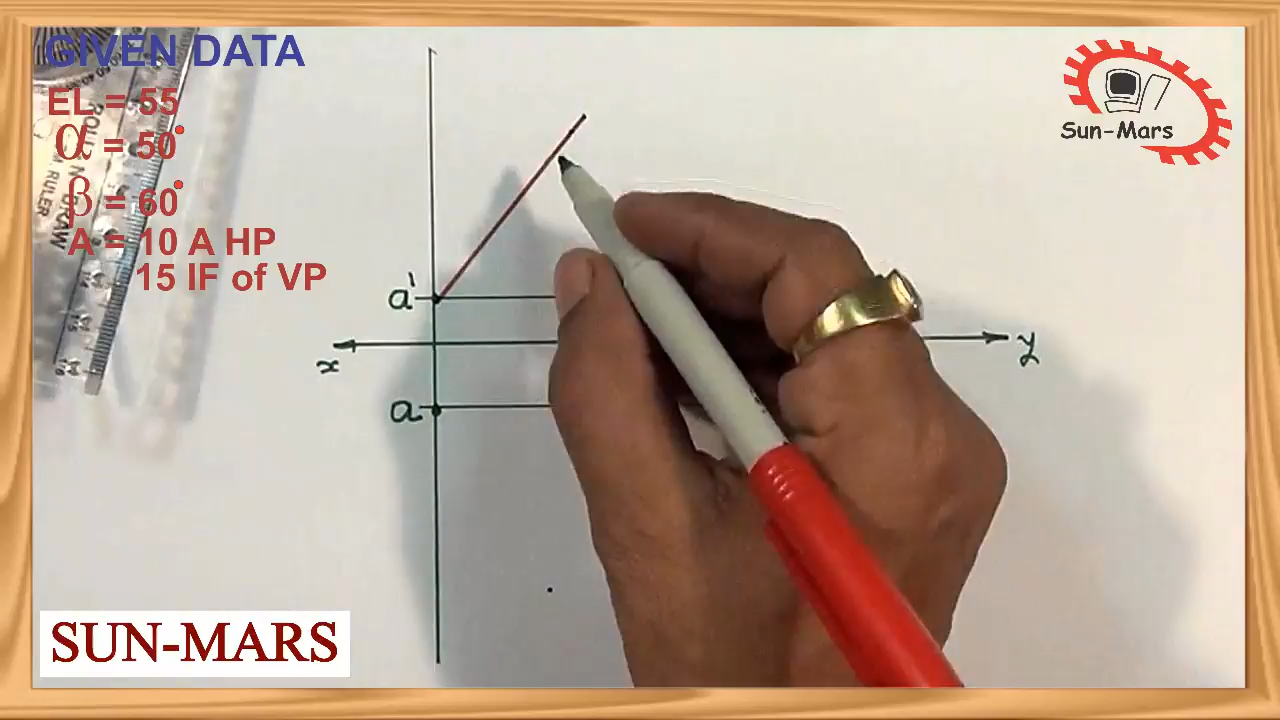 GIVEN DATA
EL = 55
α = 50°
β = 60°
A = 10 A HP
15 IF of VP
Sun-Mars
a'
x
y
a
SUN-MARS